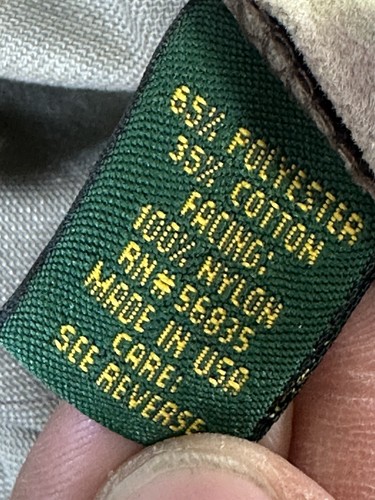 65% POLYESTER
35% COTTON
FACING:
100% NYLON
RN# 56835
MADE IN USA
CARE:
SEE REVERSE